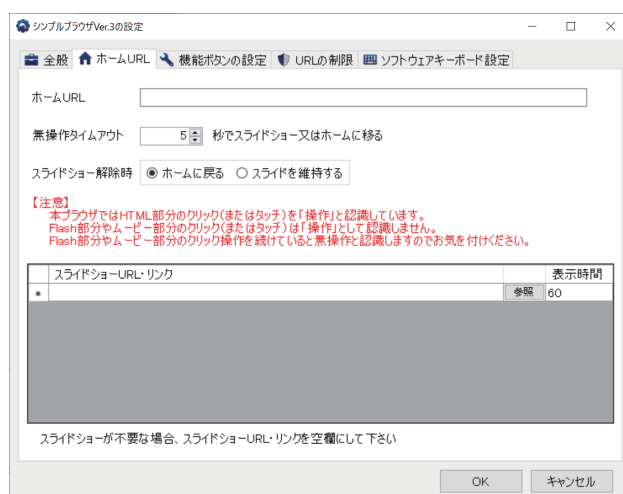 シンプルブラウザVer.3の設定
全般 ホームURL 機能ボタンの設定 URLの制限 ソフトウェアキーボード設定
ホームURL
無操作タイムアウト 5 秒でスライドショー又はホームに移る
スライドショー解除時 ホームに戻る スライドを維持する
【注意】
本ブラウザではHTML部分のクリック(またはタッチ)を「操作」と認識しています。
Flash部分やムービー部分のクリック(またはタッチ)は「操作」として認識しません。
Flash部分やムービー部分のクリック操作を続けていると無操作と認識しますのでお気を付けください。
スライドショーURL・リンク 表示時間
参照 60
スライドショーが不要な場合、スライドショーURL・リンクを空欄にして下さい
OK キャンセル